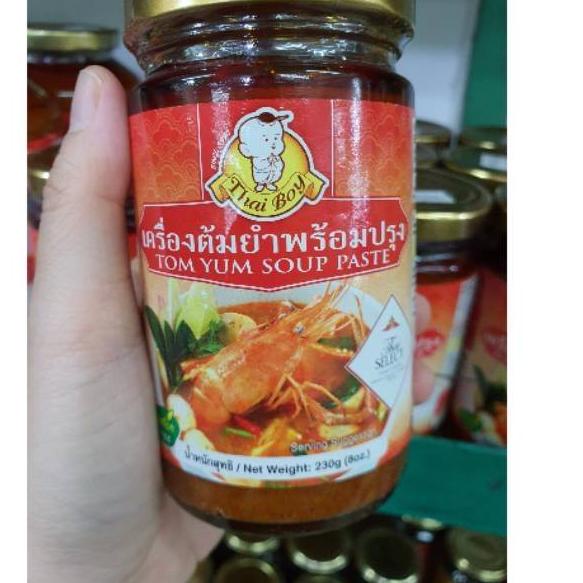 Thai Boy
เครื่องต้มยำพร้อมปรุง
TOM YUM SOUP PASTE
Thai
SELECT
Serving Suggestion
น้ำหนักสุทธิ / Net Weight: 230g (8oz.)